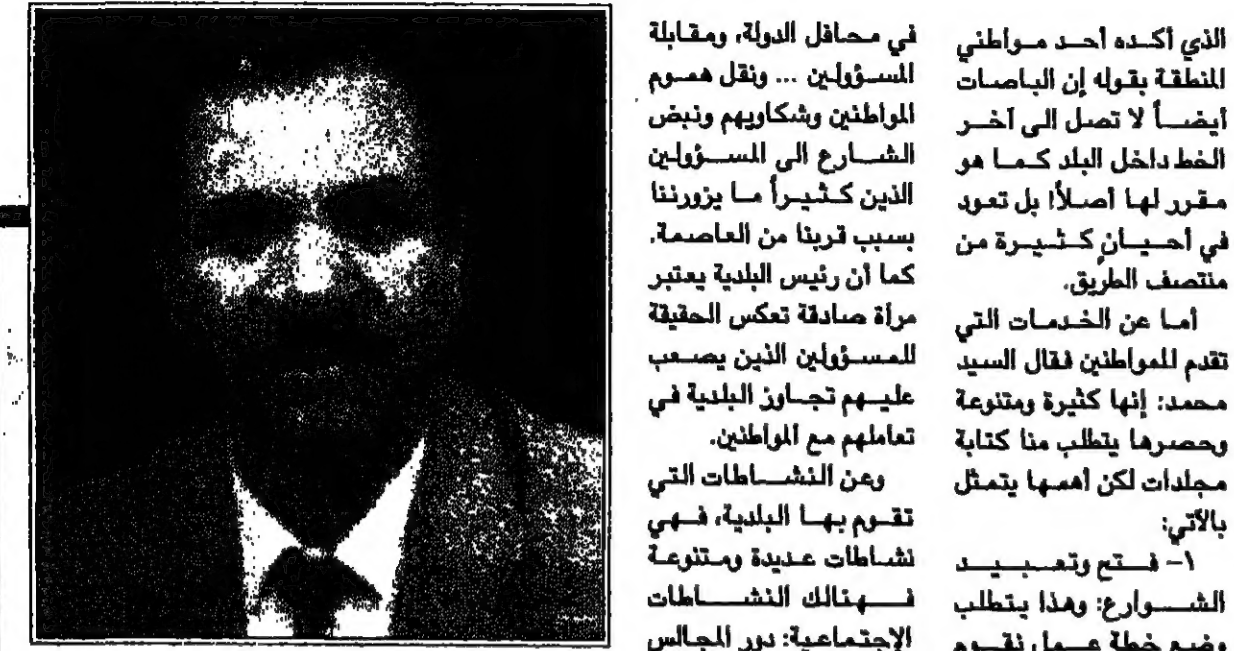 الذي أكده أحد مواطني
المنطقة بقوله إن الباصات
أيضاً لا تصل الى آخر
الخط داخل البلد كما هو
مقرر لها أصلاً! بل تعود
في أحيانٍ كثيرة من
منتصف الطريق.
أما عن الخدمات التي
تقدم للمواطنين فقال السيد
محمد: إنها كثيرة ومتنوعة
وحصرها يتطلب منا كتابة
مجلدات لكن أهمها يتمثل
بالآتي:
١– فتح وتعبيد
الشوارع: وهذا يتطلب
وضع خطة عمل نقوم
في محافل الدولة، ومقابلة
المسؤولين ... ونقل هموم
المواطنين وشكاويهم ونبض
الشارع الى المسؤولين
الذين كثيراً ما يزورننا
بسبب قربنا من العاصمة.
كما أن رئيس البلدية يعتبر
مرآة صادقة تعكس الحقيقة
للمسؤولين الذين يصعب
عليهم تجاوز البلدية في
تعاملهم مع المواطنين.
وعن النشاطات التي
تقوم بها البلدية، فهي
نشاطات عديدة ومتنوعة
فهنالك النشاطات
الإجتماعية: دور المجالس